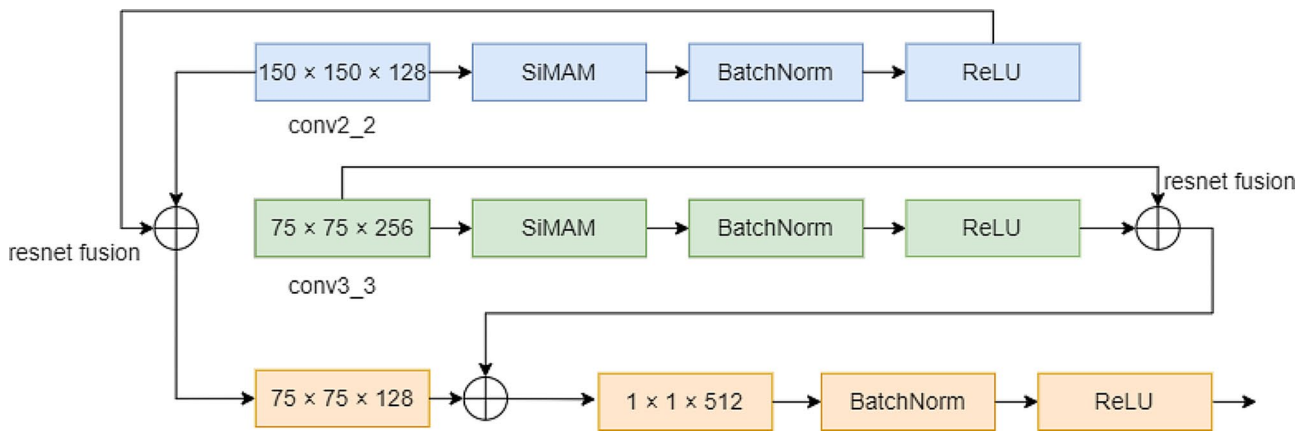 150 × 150 × 128
SiMAM
BatchNorm
ReLU
conv2_2
resnet fusion
75 × 75 × 256
SiMAM
BatchNorm
ReLU
resnet fusion
conv3_3
75 × 75 × 128
1 × 1 × 512
BatchNorm
ReLU